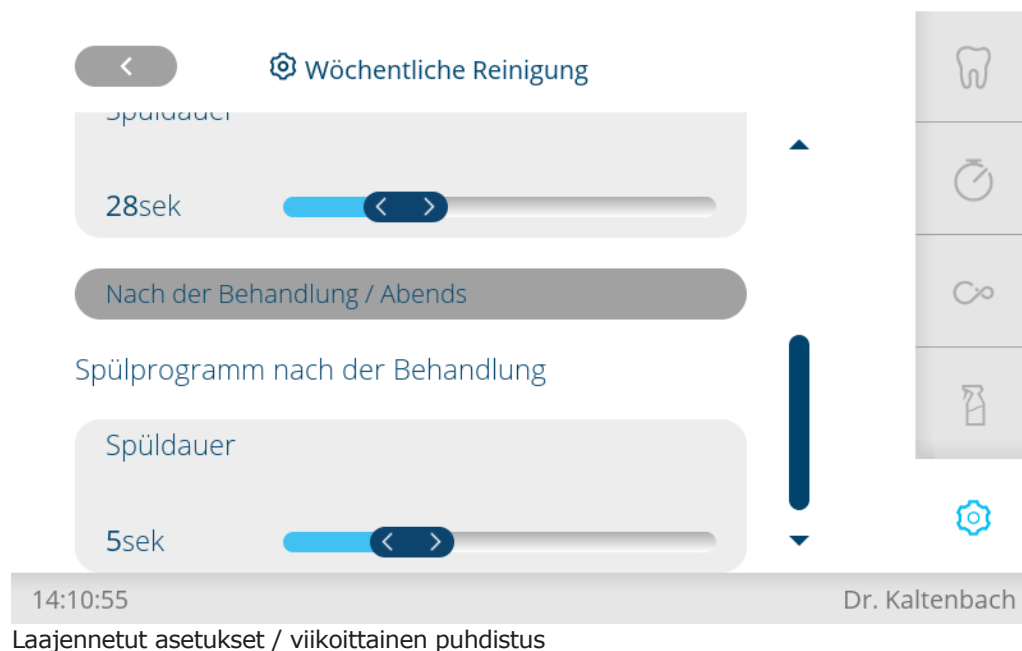 Wöchentliche Reinigung
Spüldauer
28sek
Nach der Behandlung / Abends
Spülprogramm nach der Behandlung
Spüldauer
5sek
14:10:55 Dr. Kaltenbach
Laajennetut asetukset / viikoittainen puhdistus